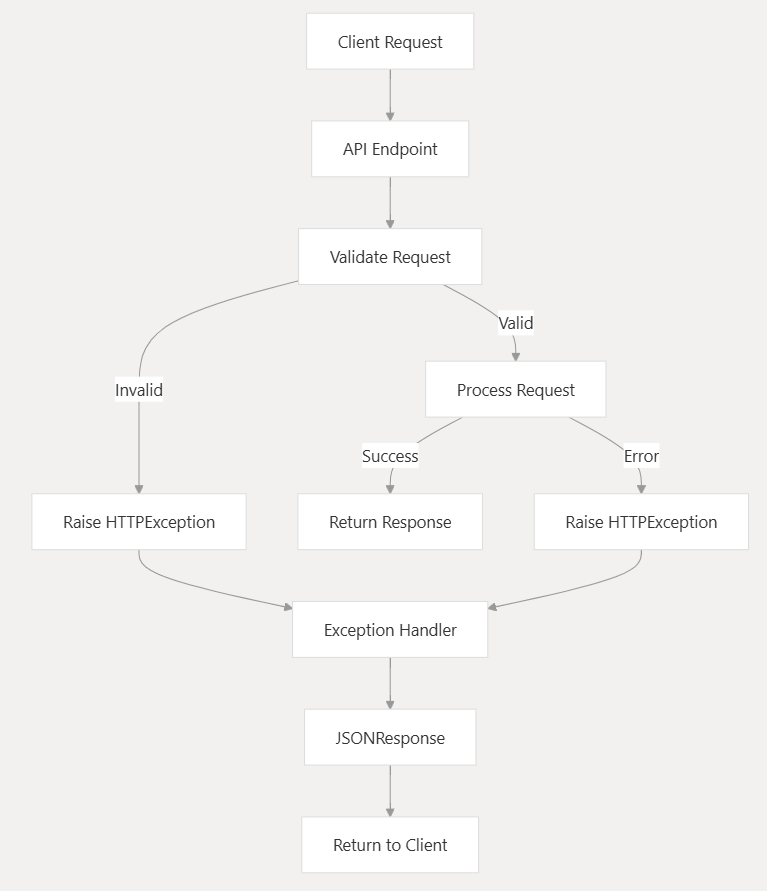 Client Request
API Endpoint
Validate Request
Valid
Invalid
Process Request
Success
Error
Raise HTTPException
Return Response
Raise HTTPException
Exception Handler
JSONResponse
Return to Client